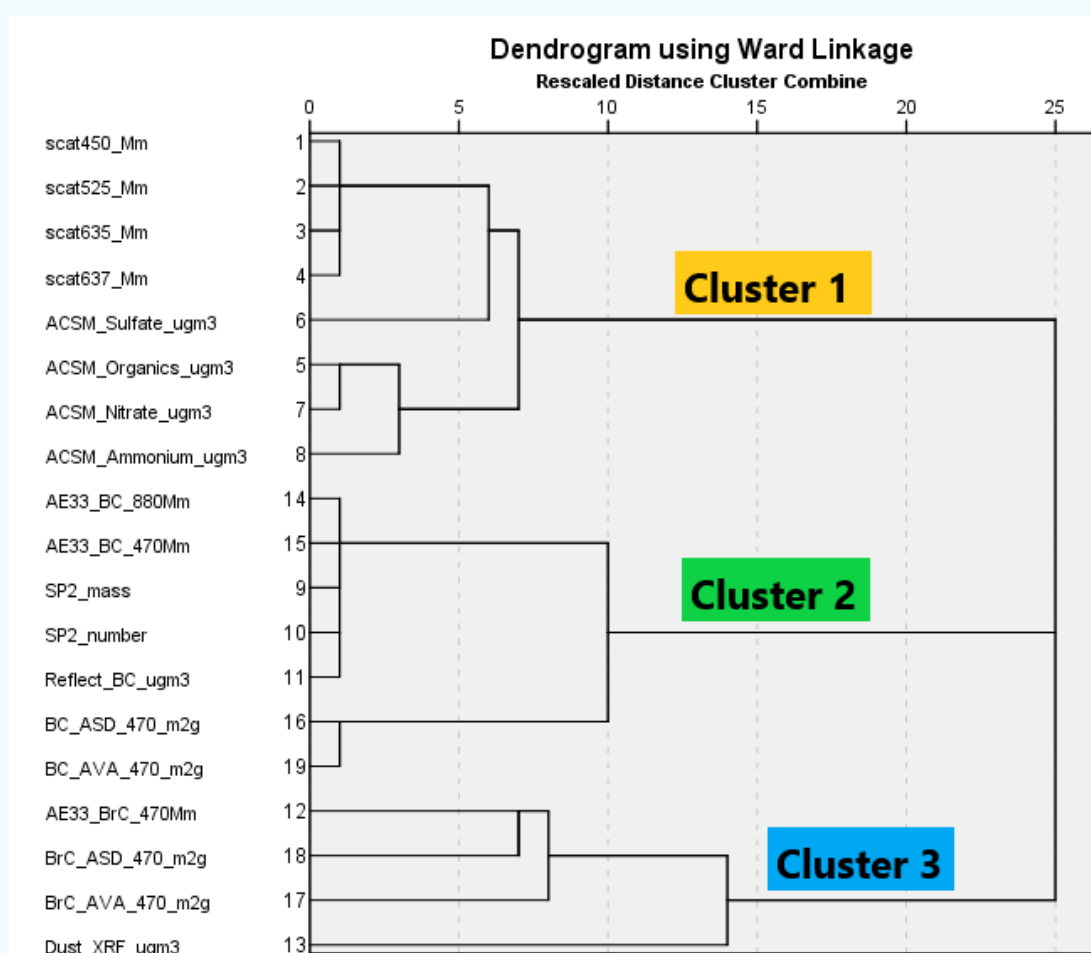 Dendrogram using Ward Linkage
Rescaled Distance Cluster Combine
0 5 10 15 20 25
scat450_Mm 1
scat525_Mm 2
scat635_Mm 3
scat637_Mm 4
Cluster 1
ACSM_Sulfate_ugm3 6
ACSM_Organics_ugm3 5
ACSM_Nitrate_ugm3 7
ACSM_Ammonium_ugm3 8
AE33_BC_880Mm 14
AE33_BC_470Mm 15
SP2_mass 9
Cluster 2
SP2_number 10
Reflect_BC_ugm3 11
BC_ASD_470_m2g 16
BC_AVA_470_m2g 19
AE33_BrC_470Mm 12
BrC_ASD_470_m2g 18
Cluster 3
BrC_AVA_470_m2g 17
Dust_XRF_ugm3 13